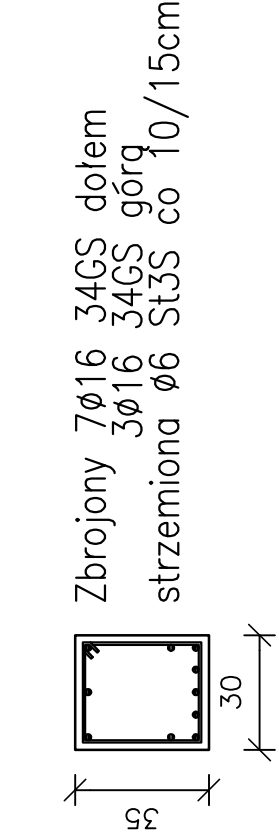 Zbrojony 7ø16 34GS dołem
3ø16 34GS górą
strzemiona ø6 St3S co 10/15cm
30
35